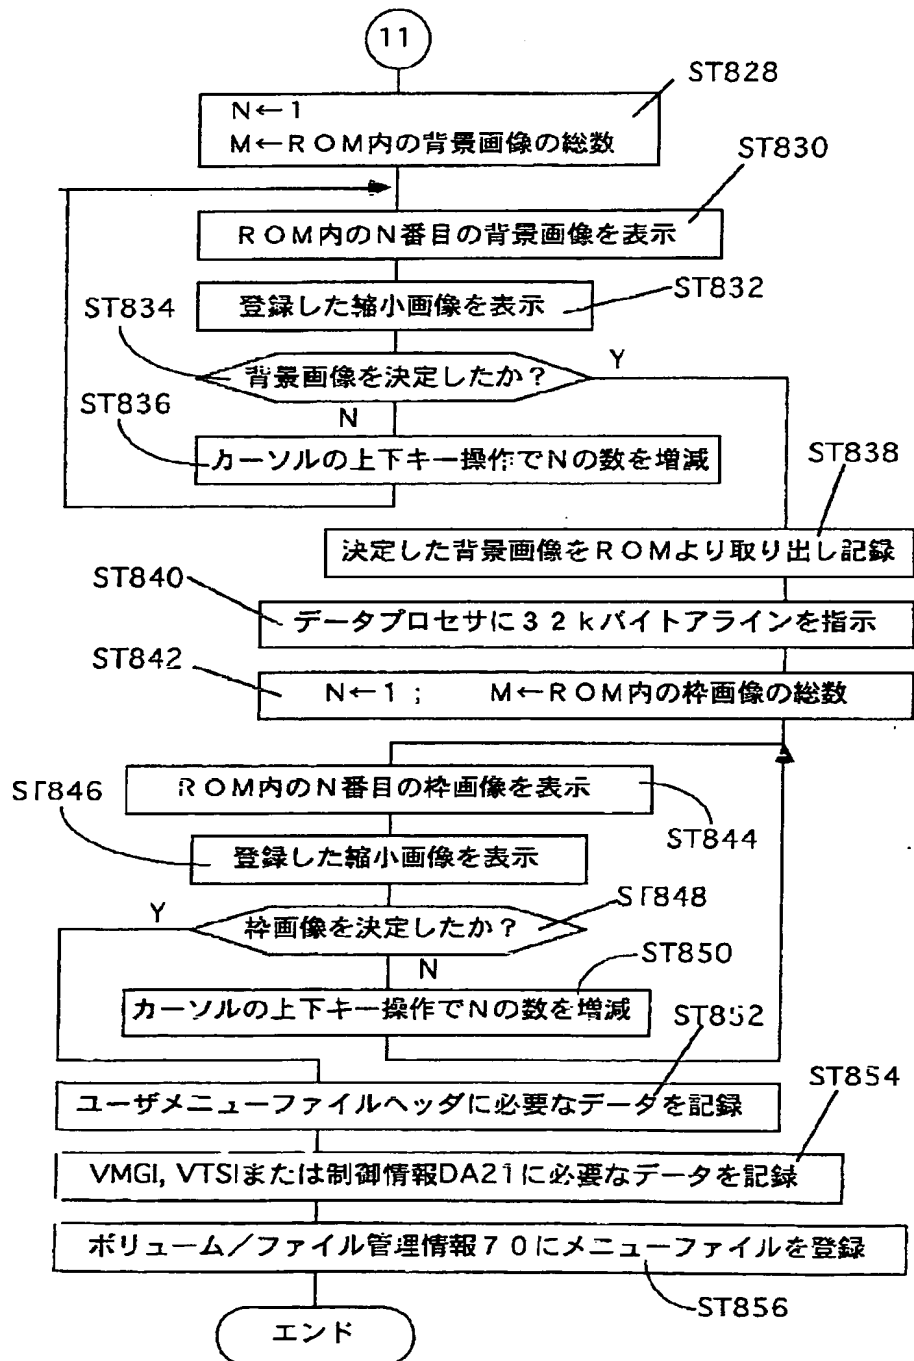 11
ST828
N←1
M←ROM内の背景画像の総数
ST830
ROM内のN番目の背景画像を表示
ST832
登録した縮小画像を表示
ST834
背景画像を決定したか？
Y
N
ST836
カーソルの上下キー操作でNの数を増減
ST838
決定した背景画像をROMより取り出し記録
ST840
データプロセサに32kバイトアラインを指示
ST842
N←1； M←ROM内の枠画像の総数
ROM内のN番目の枠画像を表示
ST844
ST846
登録した縮小画像を表示
ST848
枠画像を決定したか？
Y
N
ST850
カーソルの上下キー操作でNの数を増減
ST852
ユーザメニューファイルヘッダに必要なデータを記録
ST854
VMGI, VTSIまたは制御情報DA21に必要なデータを記録
ボリューム／ファイル管理情報70にメニューファイルを登録
ST856
エンド